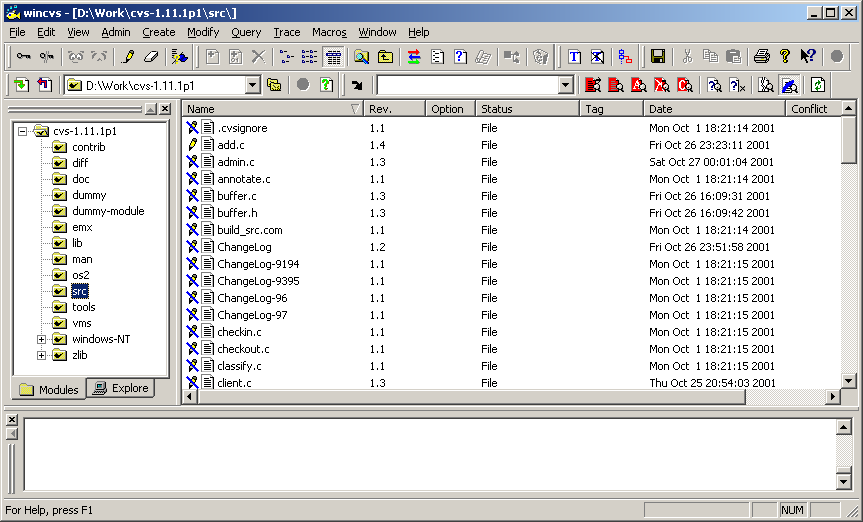 wincvs - [D:\Work\cvs-1.11.1p1\src\]
File Edit View Admin Create Modify Query Trace Macros Window Help
D:\Work\cvs-1.11.1p1
cvs-1.11.1p1
contrib
diff
doc
dummy
dummy-module
emx
lib
man
os2
src
tools
vms
windows-NT
zlib
Modules Explore
Name Rev. Option Status Tag Date Conflict
.cvsignore 1.1 File Mon Oct 1 18:21:14 2001
add.c 1.4 File Fri Oct 26 23:23:11 2001
admin.c 1.3 File Sat Oct 27 00:01:04 2001
annotate.c 1.1 File Mon Oct 1 18:21:14 2001
buffer.c 1.3 File Fri Oct 26 16:09:31 2001
buffer.h 1.3 File Fri Oct 26 16:09:42 2001
build_src.com 1.1 File Mon Oct 1 18:21:14 2001
ChangeLog 1.2 File Fri Oct 26 23:51:58 2001
ChangeLog-9194 1.1 File Mon Oct 1 18:21:15 2001
ChangeLog-9395 1.1 File Mon Oct 1 18:21:15 2001
ChangeLog-96 1.1 File Mon Oct 1 18:21:15 2001
ChangeLog-97 1.1 File Mon Oct 1 18:21:15 2001
checkin.c 1.1 File Mon Oct 1 18:21:15 2001
checkout.c 1.1 File Mon Oct 1 18:21:15 2001
classify.c 1.1 File Mon Oct 1 18:21:15 2001
client.c 1.3 File Thu Oct 25 20:54:03 2001
For Help, press F1 NUM